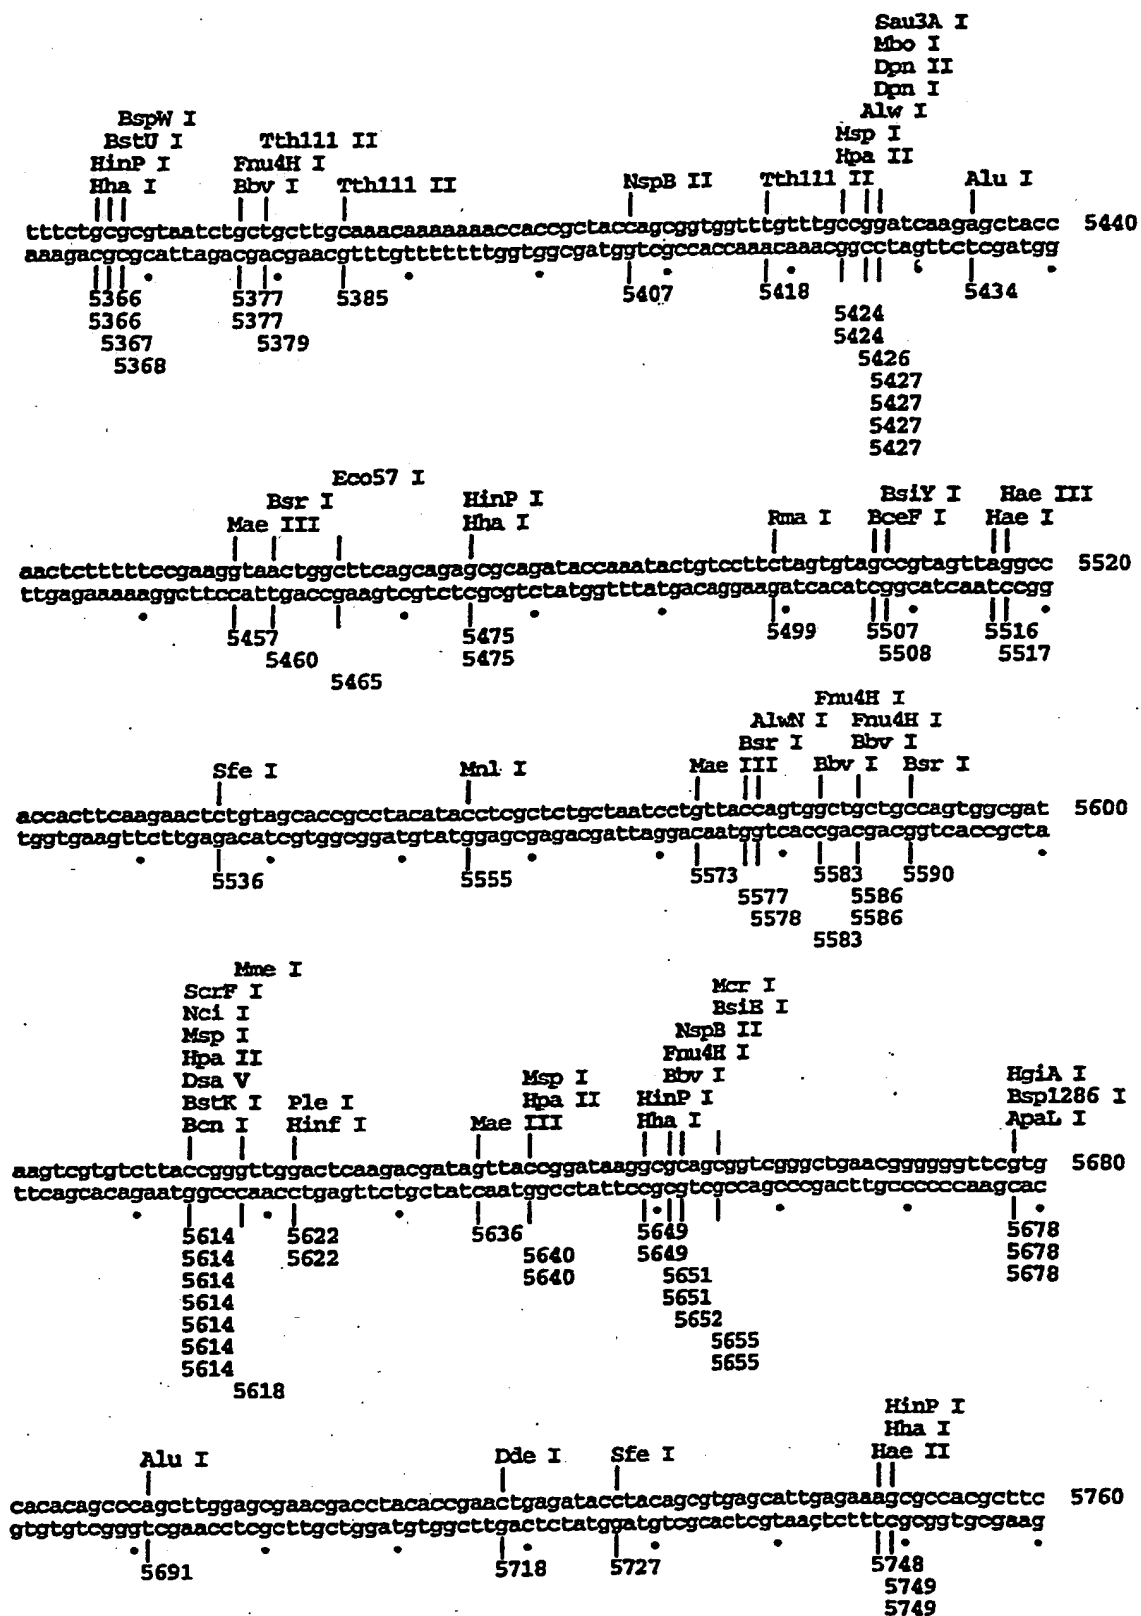 Sau3A I
Mbo I
Dpn II
Dpn I
BspW I Alw I
BstU I Tth111 II Msp I
HinP I Fnu4H I Hpa II
Hha I Bbv I Tth111 II NspB II Tth111 II Alu I
tttctgcgcgtaatctgctgcttgcaaacaaaaaaaccaccgctaccagcggtggtttgtttgccggatcaagagctacc 5440
aaagacgcgcattagacgacgaacgtttgtttttttggtggcgatggtcgccaccaaacaaacggcctagttctcgatgg
5366 5377 5385 5407 5418 5424 5434
5366 5377 5424
5367 5379 5426
5368 5427
5427
5427
5427
Eco57 I
Bsr I HinP I BsiY I Hae III
Mae III Hha I Rma I BceF I Hae I
aactctttttccgaaggtaactggcttcagcagagcgcagataccaaatactgtccttctagtgtagccgtagttaggcc 5520
ttgagaaaaaggcttccattgaccgaagtcgtctcgcgtctatggtttatgacaggaagatcacatcggcatcaatccgg
5457 5475 5499 5507 5516
5460 5475 5508 5517
5465
Fnu4H I
AlwN I Fnu4H I
Bsr I Bbv I
Sfe I Mnl I Mae III Bbv I Bsr I
accacttcaagaactctgtagcaccgcctacatacctcgctctgctaatcctgttaccagtggctgctgccagtggcgat 5600
tggtgaagttcttgagacatcgtggcggatgtatggagcgagacgattaggacaatggtcaccgacgacggtcaccgcta
5536 5555 5573 5583 5590
5577 5586
5578 5586
5583
Mme I
ScrF I Mcr I
Nci I BsiE I
Msp I NspB II
Hpa II Fnu4H I
Dsa V Msp I Bbv I HgiA I
BstK I Ple I Hpa II HinP I Bsp1286 I
Bcn I Hinf I Mae III Hha I ApaL I
aagtcgtgtcttaccgggttggactcaagacgatagttaccggataaggcgcagcggtcgggctgaacggggggttcgtg 5680
ttcagcacagaatggcccaacctgagttctgctatcaatggcctattccgcgtcgccagcccgacttgccccccaagcac
5614 5622 5636 5640 5649 5678
5614 5622 5640 5649 5678
5614 5651 5678
5614 5651
5614 5652
5614 5655
5614 5655
5618
HinP I
Hha I
Alu I Dde I Sfe I Hae II
cacacagcccagcttggagcgaacgacctacaccgaactgagatacctacagcgtgagcattgagaaagcgccacgcttc 5760
gtgtgtcgggtcgaacctcgcttgctggatgtggcttgactctatggatgtcgcactcgtaactctttcgcggtgcgaag
5691 5718 5727 5748
5749
5749